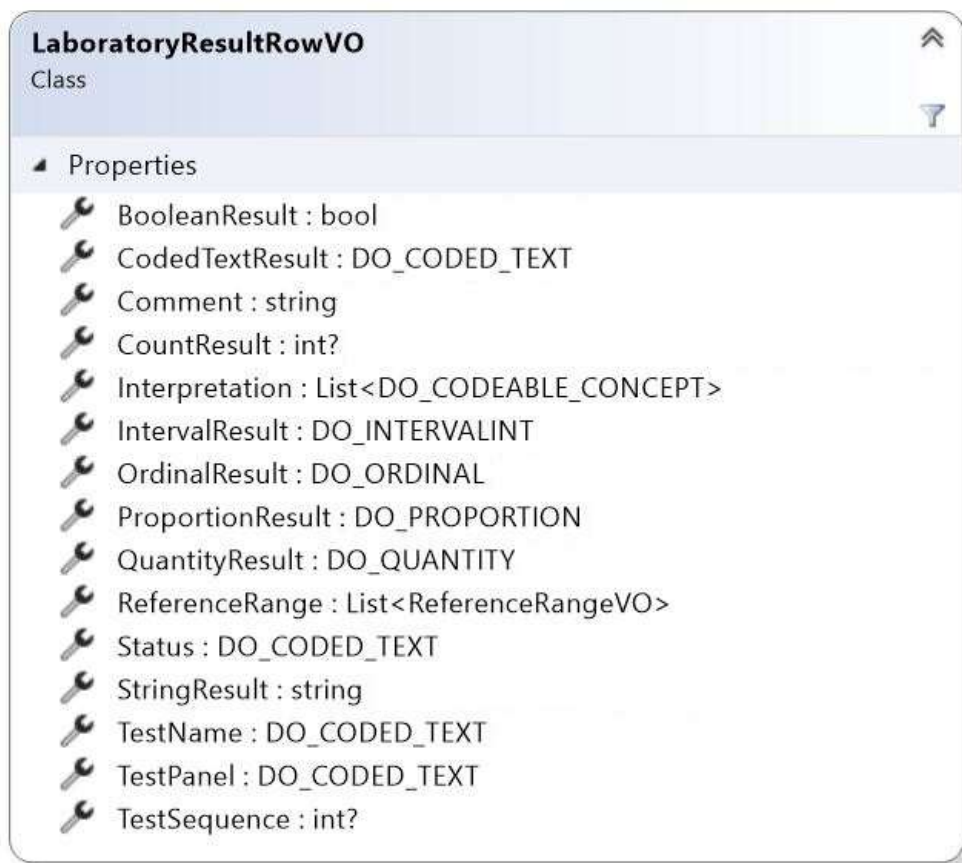 LaboratoryResultRowVO
Class
Properties
BooleanResult : bool
CodedTextResult : DO_CODED_TEXT
Comment : string
CountResult : int?
Interpretation : List<DO_CODEABLE_CONCEPT>
IntervalResult : DO_INTERVALINT
OrdinalResult : DO_ORDINAL
ProportionResult : DO_PROPORTION
QuantityResult : DO_QUANTITY
ReferenceRange : List<ReferenceRangeVO>
Status : DO_CODED_TEXT
StringResult : string
TestName : DO_CODED_TEXT
TestPanel : DO_CODED_TEXT
TestSequence : int?